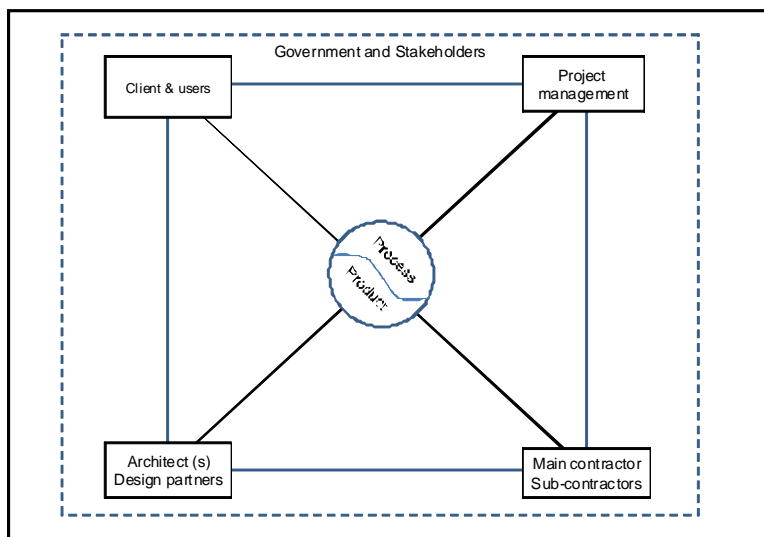 Government and Stakeholders
Client & users
Project
management
Process
Product
Architect (s)
Design partners
Main contractor
Sub-contractors